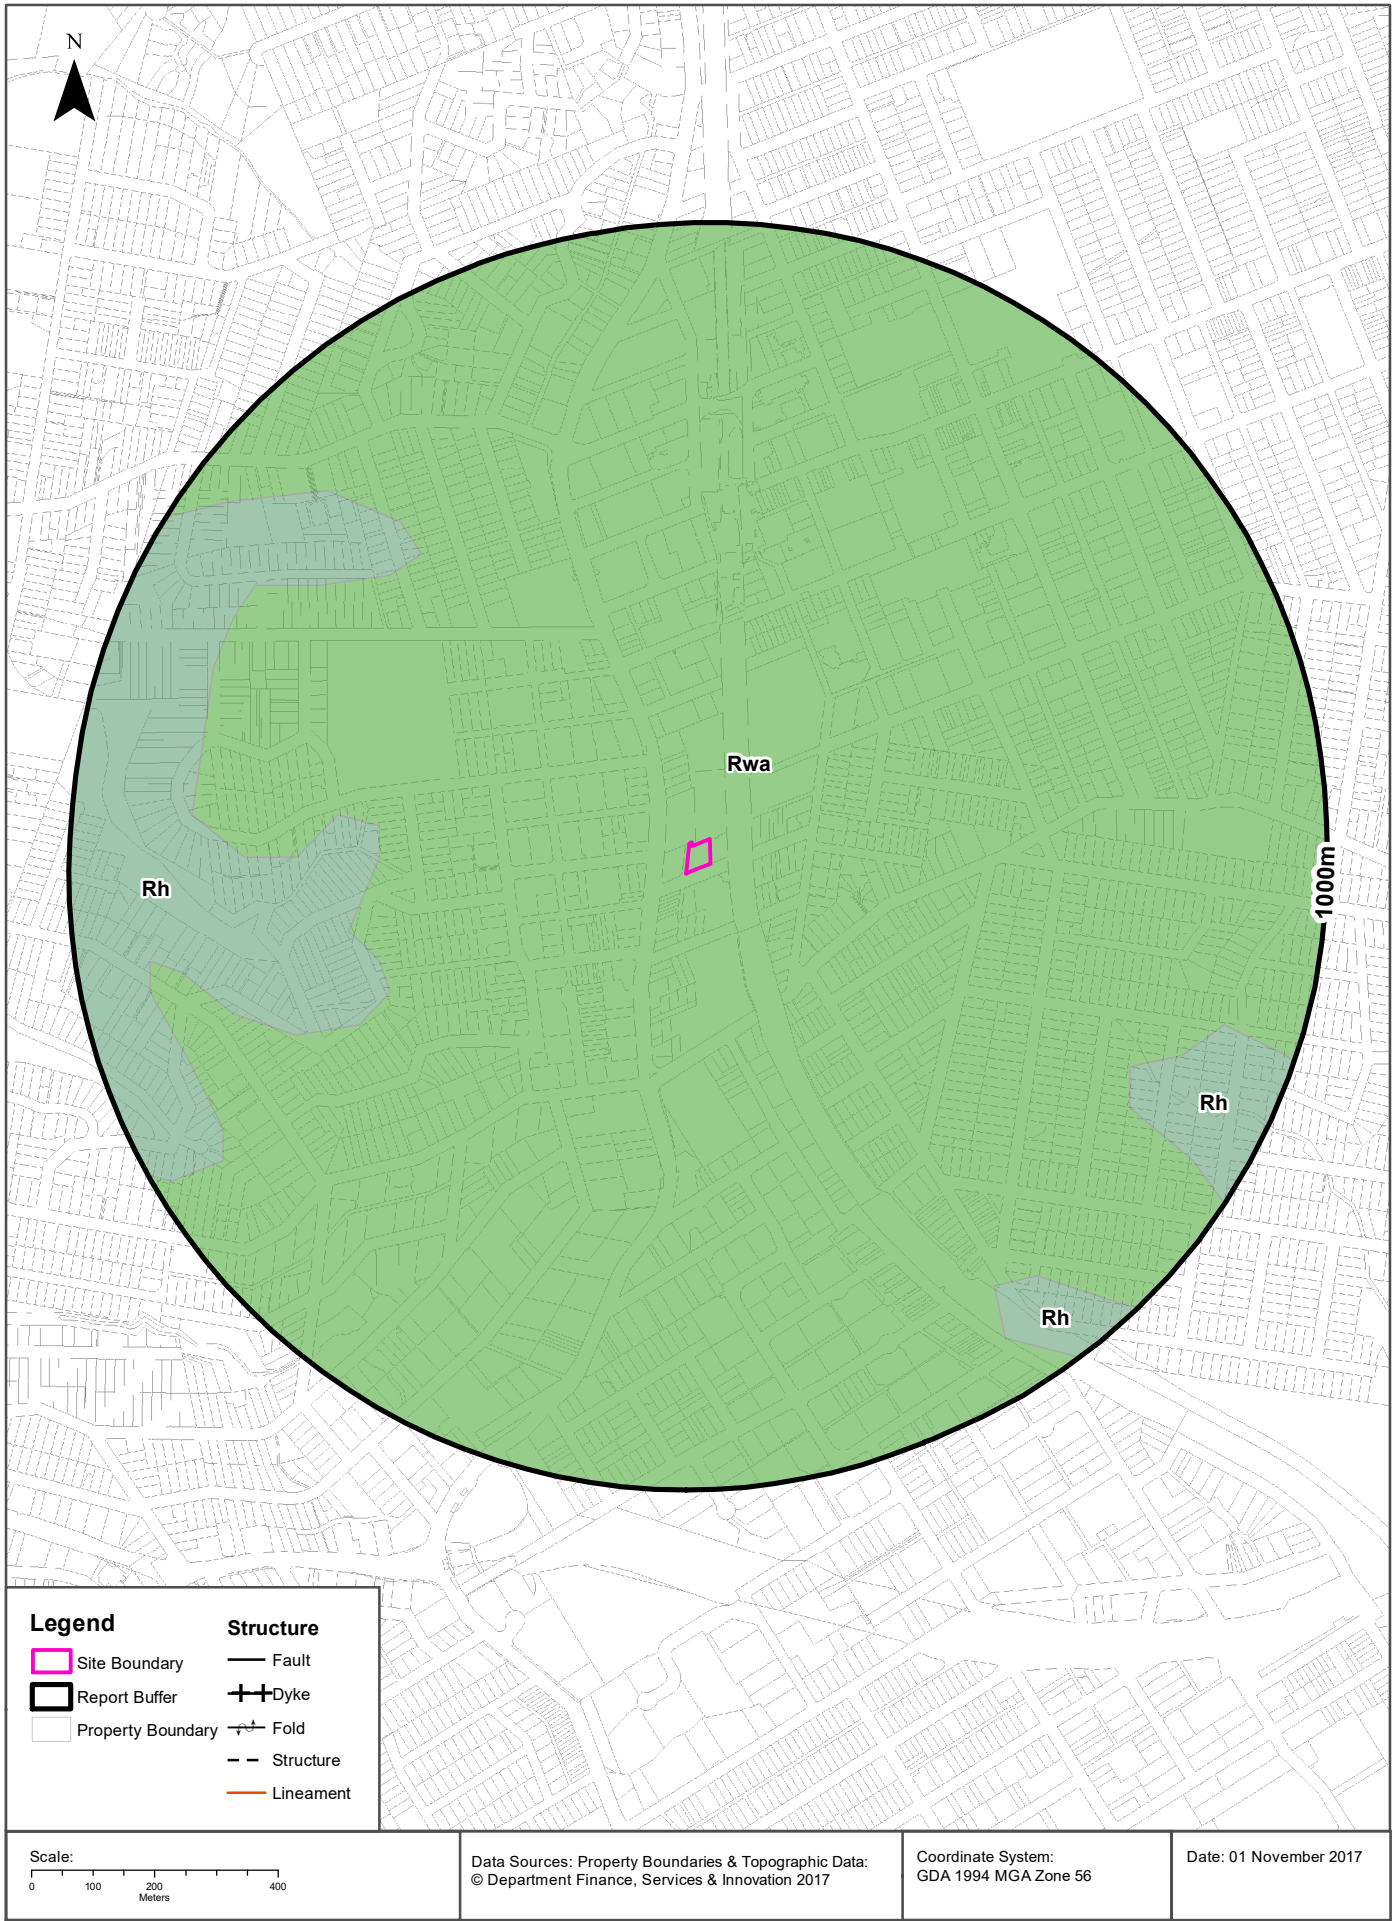 N
Rwa
1000m
Rh
Rh
Rh
Legend
Site Boundary
Report Buffer
Property Boundary
Structure
Fault
Dyke
Fold
Structure
Lineament
Scale:
0 100 200 400
Meters
Data Sources: Property Boundaries & Topographic Data:
© Department Finance, Services & Innovation 2017
Coordinate System:
GDA 1994 MGA Zone 56
Date: 01 November 2017